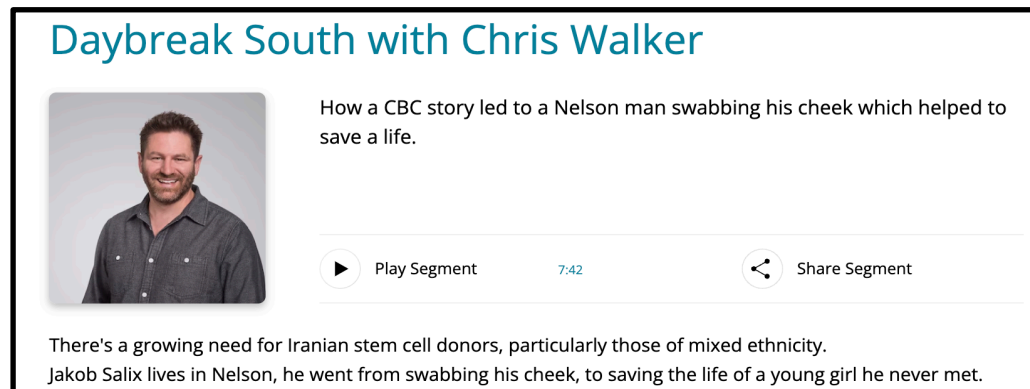 Daybreak South with Chris Walker
How a CBC story led to a Nelson man swabbing his cheek which helped to
save a life.
Play Segment 7:42 Share Segment
There's a growing need for Iranian stem cell donors, particularly those of mixed ethnicity.
Jakob Salix lives in Nelson, he went from swabbing his cheek, to saving the life of a young girl he never met.